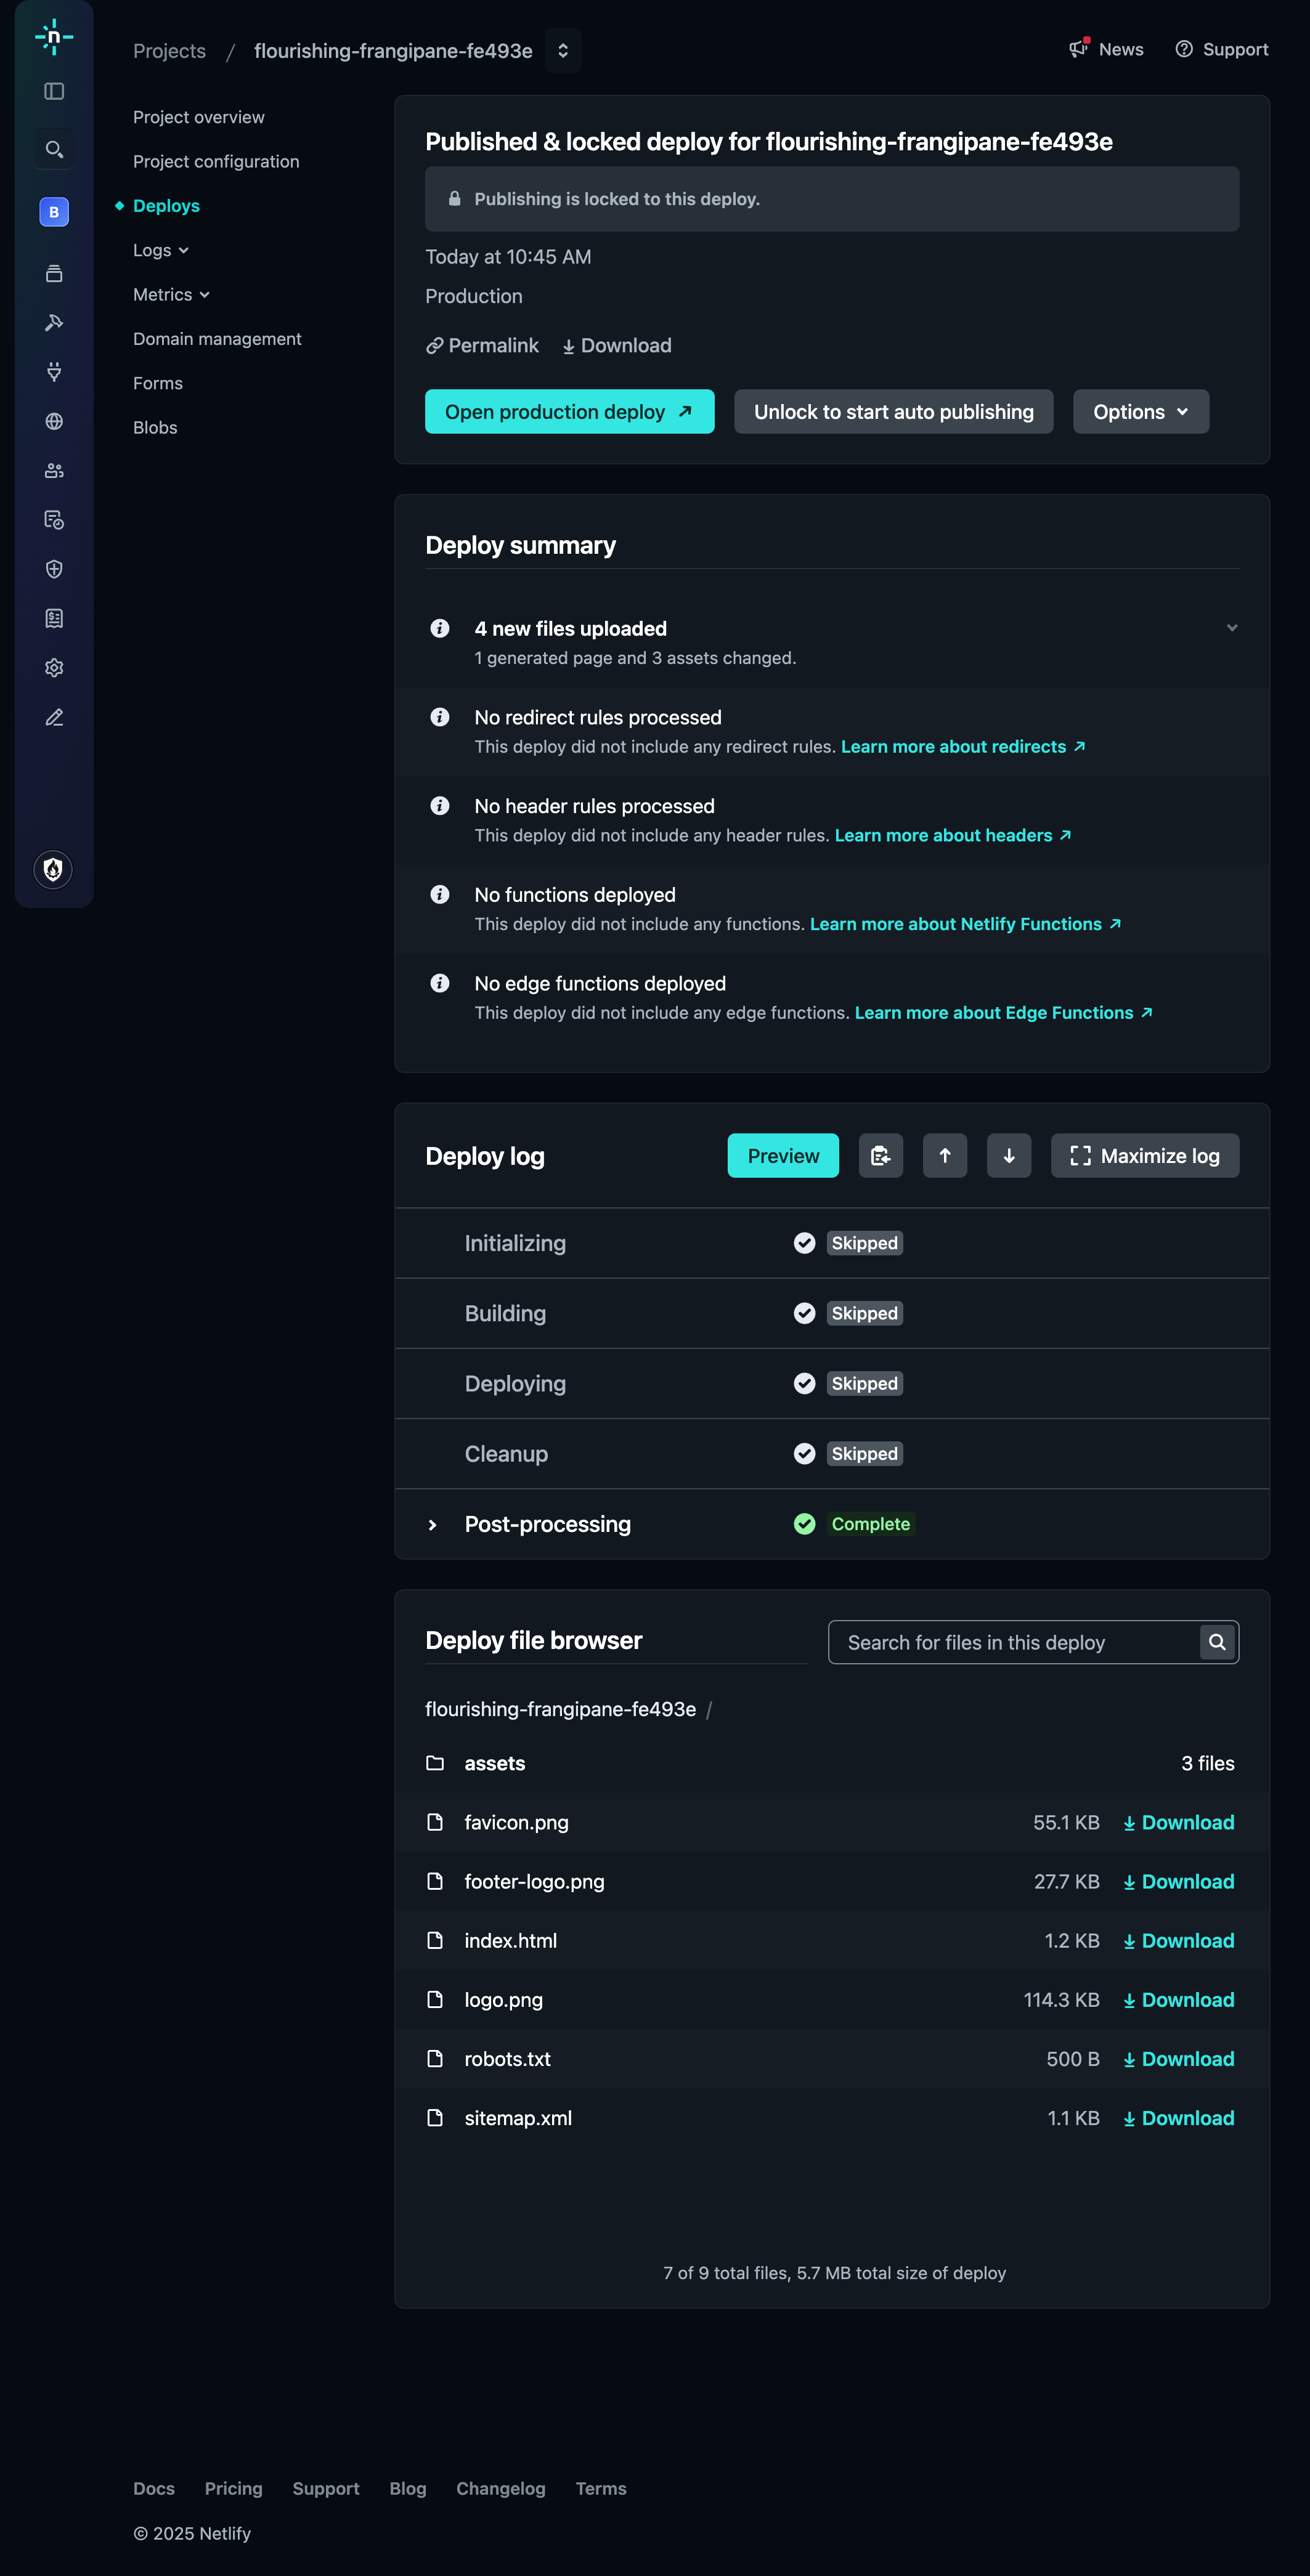 Projects / flourishing-frangipane-fe493e
News
Support
B
Project overview
Project configuration
Deploys
Logs
Metrics
Domain management
Forms
Blobs
Published & locked deploy for flourishing-frangipane-fe493e
Publishing is locked to this deploy.
Today at 10:45 AM
Production
Permalink
Download
Open production deploy
Unlock to start auto publishing
Options
Deploy summary
4 new files uploaded
1 generated page and 3 assets changed.
No redirect rules processed
This deploy did not include any redirect rules. Learn more about redirects
No header rules processed
This deploy did not include any header rules. Learn more about headers
No functions deployed
This deploy did not include any functions. Learn more about Netlify Functions
No edge functions deployed
This deploy did not include any edge functions. Learn more about Edge Functions
Deploy log
Preview
Maximize log
Initializing Skipped
Building Skipped
Deploying Skipped
Cleanup Skipped
Post-processing Complete
Deploy file browser
Search for files in this deploy
flourishing-frangipane-fe493e /
assets 3 files
favicon.png 55.1 KB Download
footer-logo.png 27.7 KB Download
index.html 1.2 KB Download
logo.png 114.3 KB Download
robots.txt 500 B Download
sitemap.xml 1.1 KB Download
7 of 9 total files, 5.7 MB total size of deploy
Docs Pricing Support Blog Changelog Terms
© 2025 Netlify